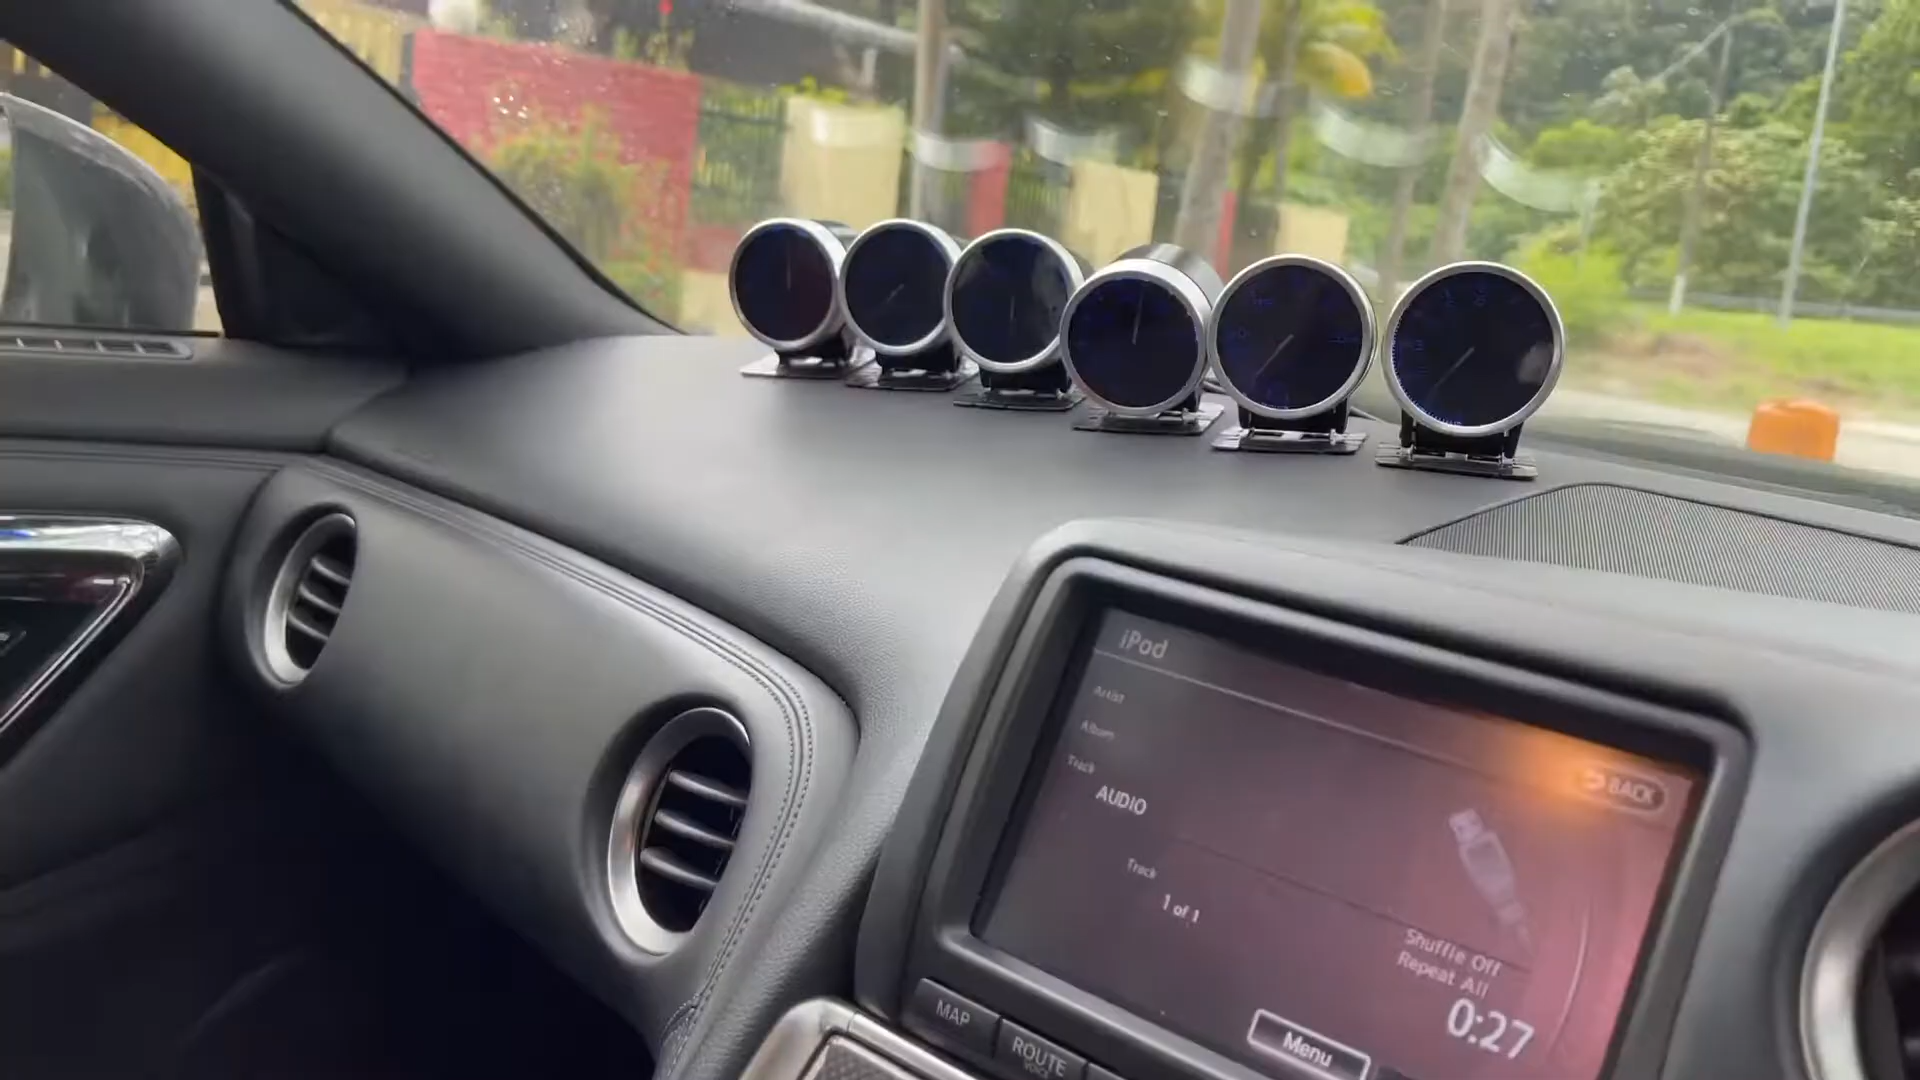 iPod
BACK
Artist
Album
Track
AUDIO
Track
1 of 1
Shuffle Off
Repeat All
0:27
Menu
MAP
ROUTE
VOICE